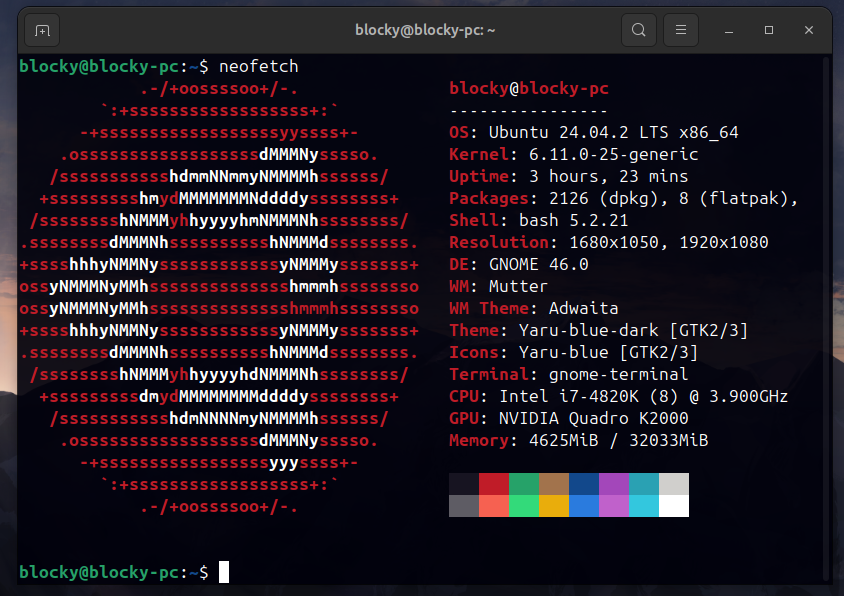 blocky@blocky-pc: ~
blocky@blocky-pc:~$ neofetch
.-/+oossssoo+/-.               blocky@blocky-pc
`:+ssssssssssssssssss+:`           ----------------
-+ssssssssssssssssssyyssss+-         OS: Ubuntu 24.04.2 LTS x86_64
.ossssssssssssssssssdMMMNysssso.       Kernel: 6.11.0-25-generic
/ssssssssssshdmmNNmmyNMMMMhssssss/      Uptime: 3 hours, 23 mins
+ssssssssshmydMMMMMMMNddddyssssssss+     Packages: 2126 (dpkg), 8 (flatpak),
/sssssssshNMMMyhhyyyyhmNMMMNhssssssss/    Shell: bash 5.2.21
.ssssssssdMMMNhsssssssssshNMMMdssssssss.   Resolution: 1680x1050, 1920x1080
+sssshhhyNMMNyssssssssssssyNMMMysssssss+   DE: GNOME 46.0
ossyNMMMNyMMhsssssssssssssshmmmhssssssso   WM: Mutter
ossyNMMMNyMMhsssssssssssssshmmmhssssssso   WM Theme: Adwaita
+sssshhhyNMMNyssssssssssssyNMMMysssssss+   Theme: Yaru-blue-dark [GTK2/3]
.ssssssssdMMMNhsssssssssshNMMMdssssssss.   Icons: Yaru-blue [GTK2/3]
/sssssssshNMMMyhhyyyyhdNMMMNhssssssss/    Terminal: gnome-terminal
+sssssssssdmydMMMMMMMMddddyssssssss+     CPU: Intel i7-4820K (8) @ 3.900GHz
/ssssssssssshdmNNNNmyNMMMMhssssss/      GPU: NVIDIA Quadro K2000
.ossssssssssssssssssdMMMNysssso.       Memory: 4625MiB / 32033MiB
-+sssssssssssssssssyyyssss+-
`:+ssssssssssssssssss+:`
.-/+oossssoo+/-.
blocky@blocky-pc:~$